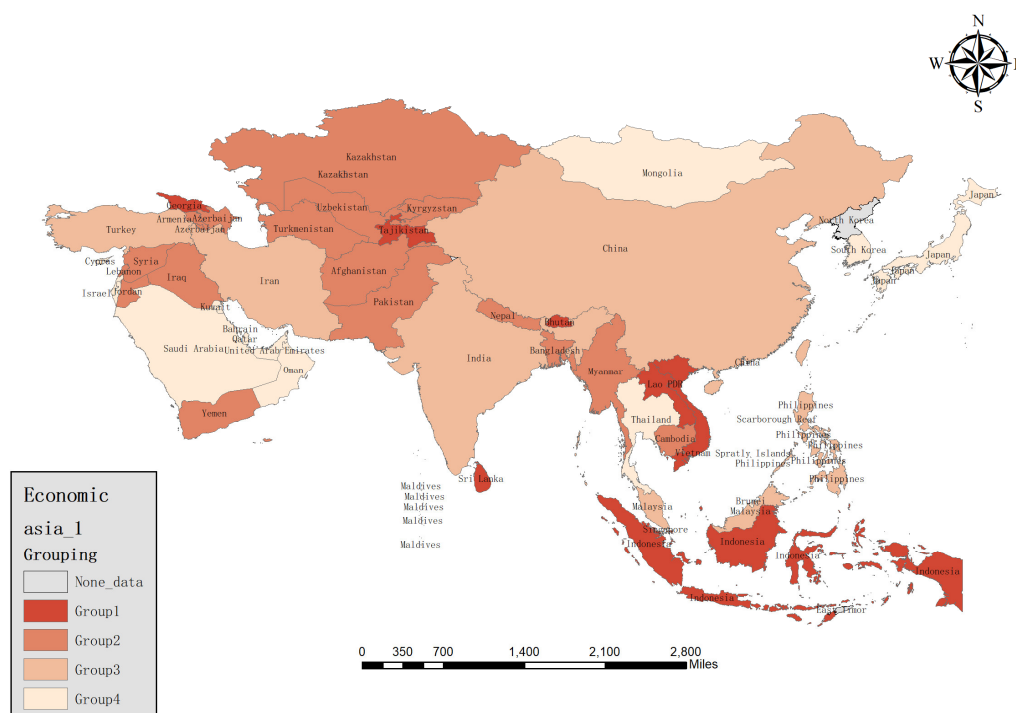 N
W
E
S
Kazakhstan
Mongolia
Kazakhstan
Japan
Georgia
Uzbekistan
Kyrgyzstan
Armenia
Azerbaijan
North Korea
Turkey
Azerbaijan
Turkmenistan
Tajikistan
China
South Korea
Japan
Cyprus
Syria
Lebanon
Iraq
Iran
Afghanistan
Japan
Japan
Israel
Jordan
Kuwait
Pakistan
Nepal
Bhutan
Bahrain
Qatar
Saudi Arabia
United Arab Emirates
India
Bangladesh
China
Oman
Myanmar
Lao PDR
Yemen
Thailand
Philippines
Scarborough Reef
Cambodia
Philippines
Vietnam
Spratly Islands
Philippines
Philippines
Philippines
Sri Lanka
Philippines
Maldives
Maldives
Maldives
Maldives
Maldives
Brunei
Malaysia
Malaysia
Singapore
Indonesia
Indonesia
Indonesia
Indonesia
Indonesia
East Timor
Economic
asia_1
Grouping
None_data
Group1
Group2
Group3
Group4
0 350 700 1,400 2,100 2,800
Miles